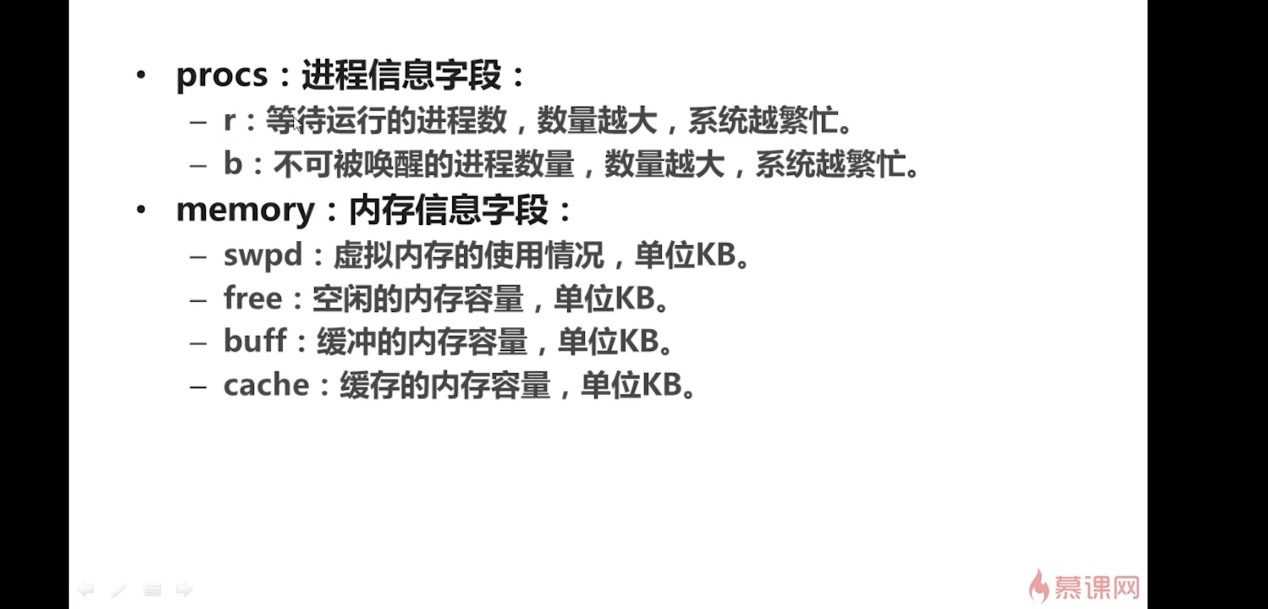 • procs：进程信息字段：
– r：等待运行的进程数，数量越大，系统越繁忙。
– b：不可被唤醒的进程数量，数量越大，系统越繁忙。
• memory：内存信息字段：
– swpd：虚拟内存的使用情况，单位KB。
– free：空闲的内存容量，单位KB。
– buff：缓冲的内存容量，单位KB。
– cache：缓存的内存容量，单位KB。
慕课网